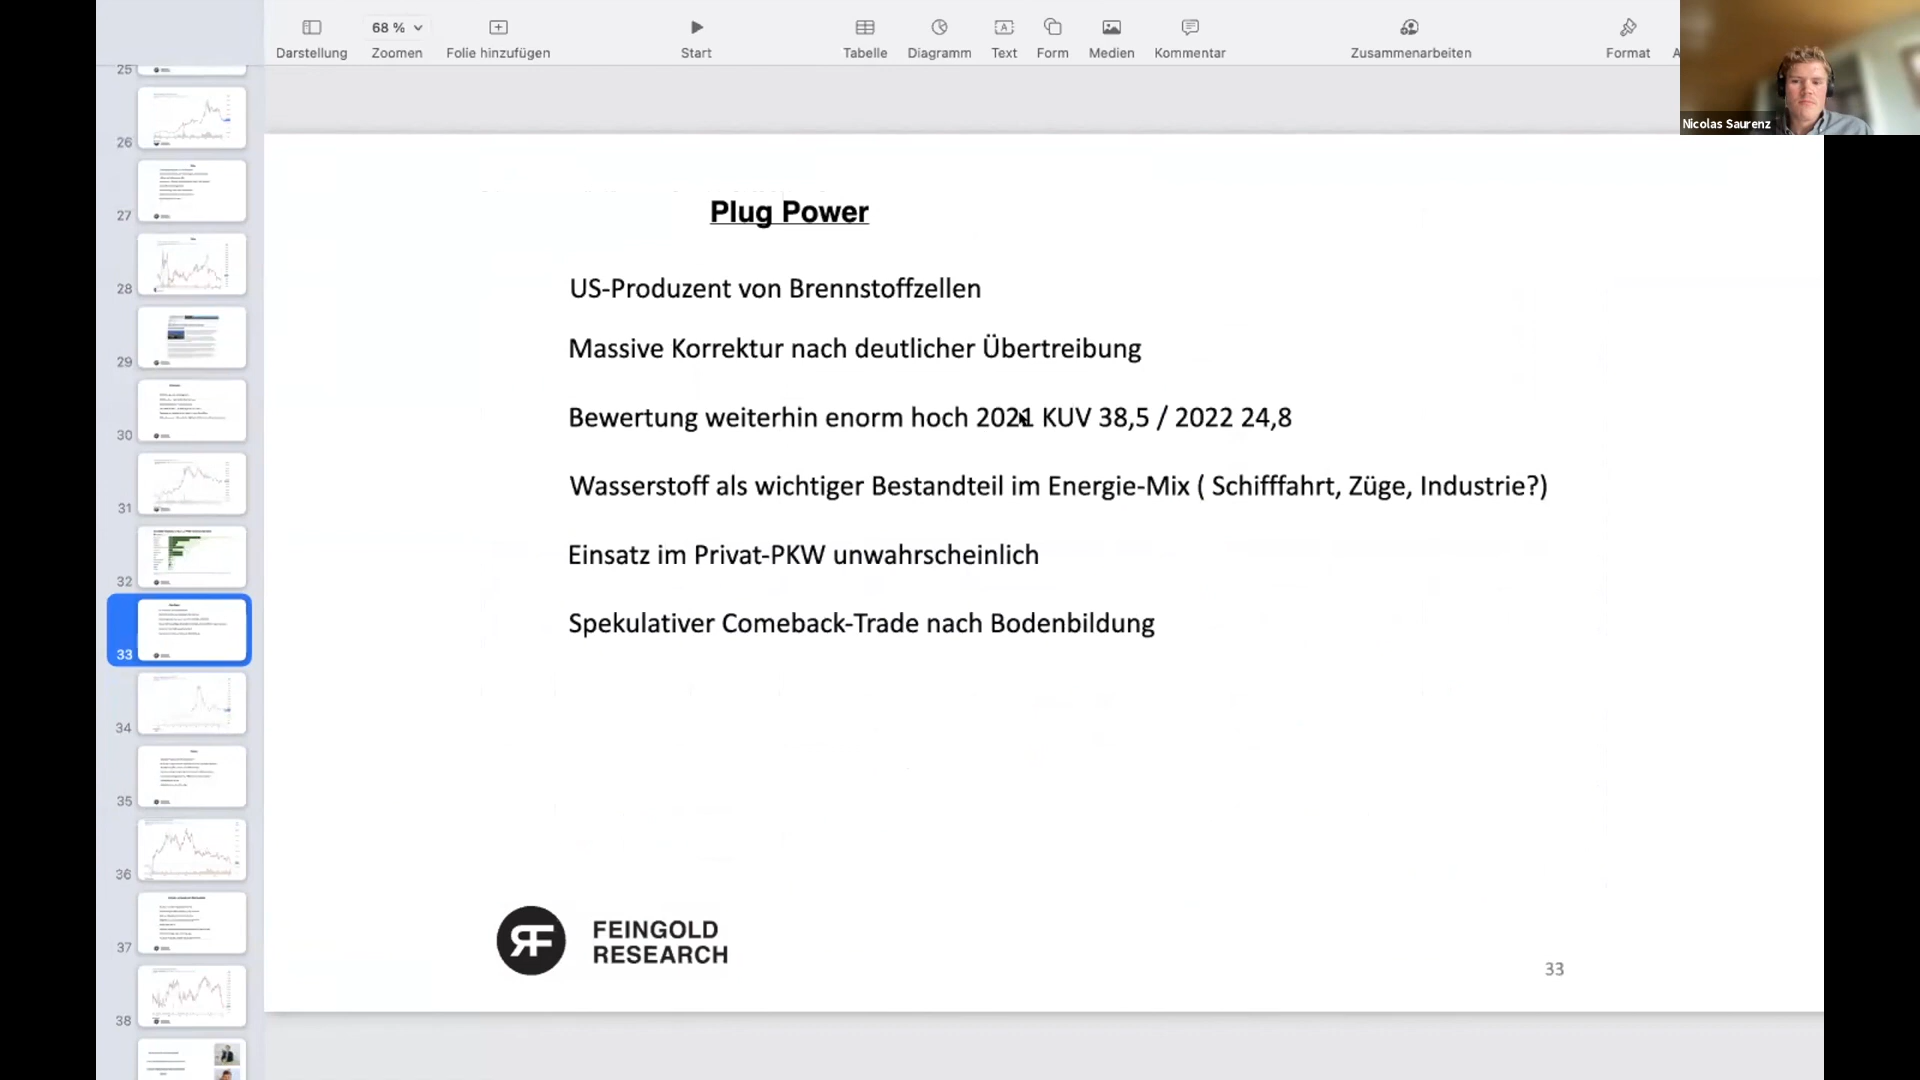 68 %
Darstellung
Zoomen
Folie hinzufügen
Start
Tabelle
Diagramm
Text
Form
Medien
Kommentar
Zusammenarbeiten
Format
Nicolas Saurenz
25
26
27
28
29
30
31
32
33
34
35
36
37
38
Plug Power
US-Produzent von Brennstoffzellen
Massive Korrektur nach deutlicher Übertreibung
Bewertung weiterhin enorm hoch 2021 KUV 38,5 / 2022 24,8
Wasserstoff als wichtiger Bestandteil im Energie-Mix ( Schifffahrt, Züge, Industrie?)
Einsatz im Privat-PKW unwahrscheinlich
Spekulativer Comeback-Trade nach Bodenbildung
RF
FEINGOLD
RESEARCH
33